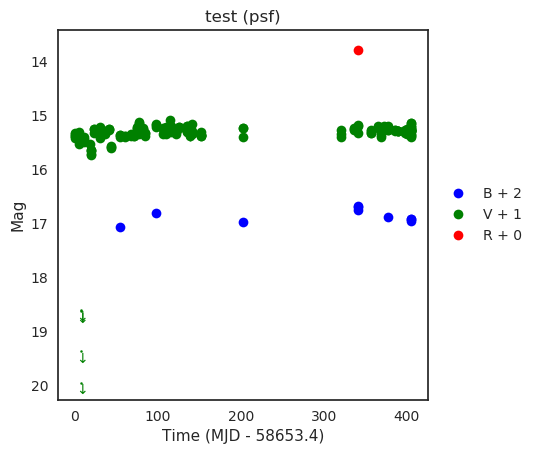 test (psf)
14
15
16
17
18
19
20
Mag
0
100
200
300
400
Time (MJD - 58653.4)
B + 2
V + 1
R + 0